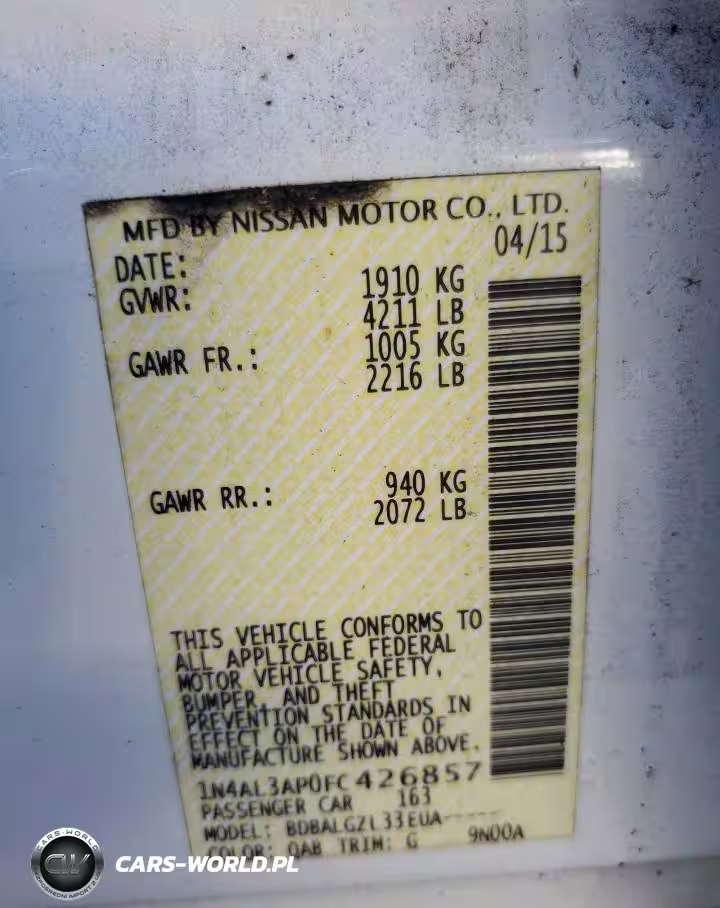 MFD BY NISSAN MOTOR CO., LTD.
DATE: 04/15
GVWR: 1910 KG
4211 LB
GAWR FR.: 1005 KG
2216 LB
GAWR RR.: 940 KG
2072 LB
THIS VEHICLE CONFORMS TO
ALL APPLICABLE FEDERAL
MOTOR VEHICLE SAFETY,
BUMPER, AND THEFT
PREVENTION STANDARDS IN
EFFECT ON THE DATE OF
MANUFACTURE SHOWN ABOVE.
1N4AL3AP0FC426857
PASSENGER CAR 163
MODEL: BDBALGZL33EUA-----
COLOR: QAB TRIM: G 9N00A
CARS-WORLD
CW
CARS-WORLD.PL